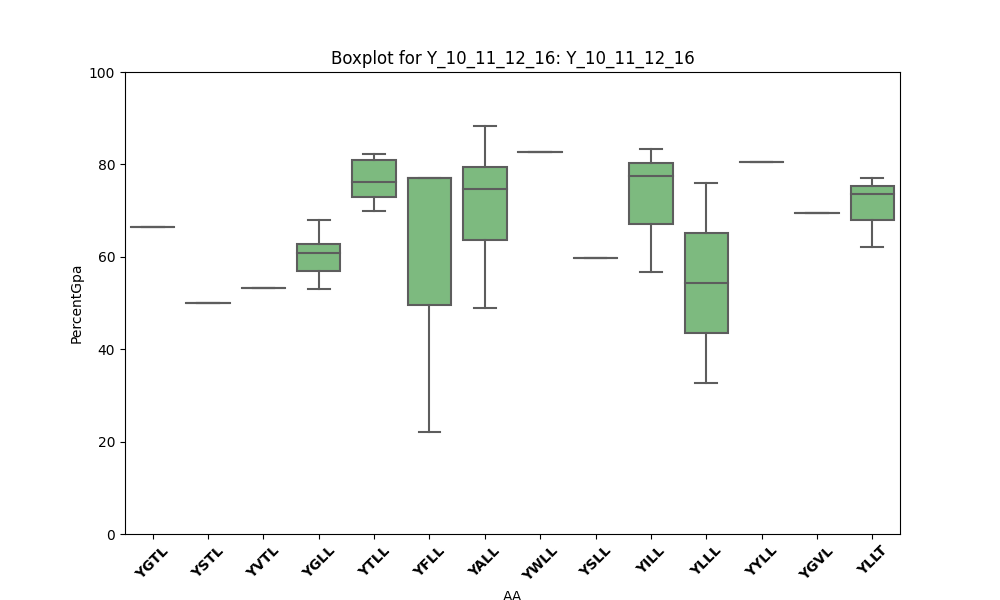 Boxplot for Y_10_11_12_16: Y_10_11_12_16
100
80
60
40
20
0
PercentGpa
YGTL YSTL YVTL YGLL YTLL YFLL YALL YWLL YSLL YILL YLLL YYLL YGVL YLLT
AA